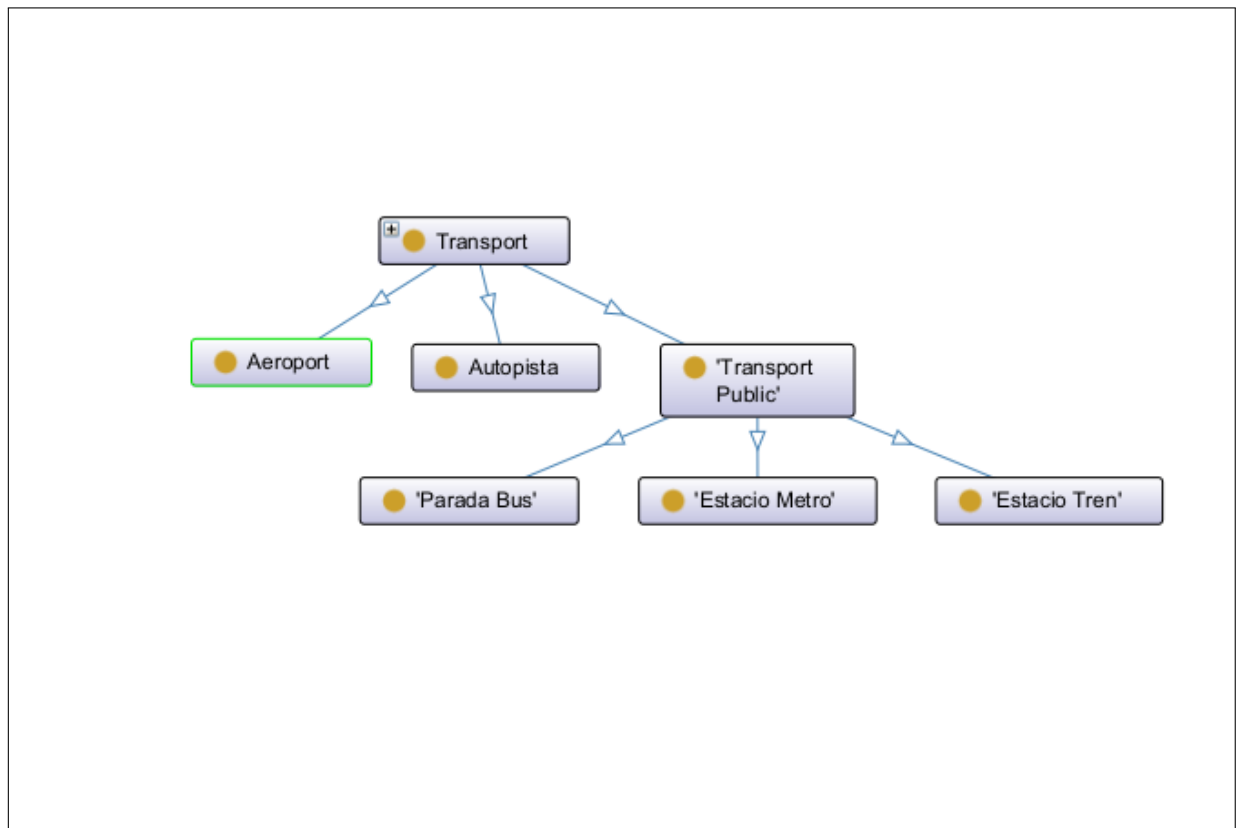 Transport
Aeroport
Autopista
'Transport
Public'
'Parada Bus'
'Estacio Metro'
'Estacio Tren'